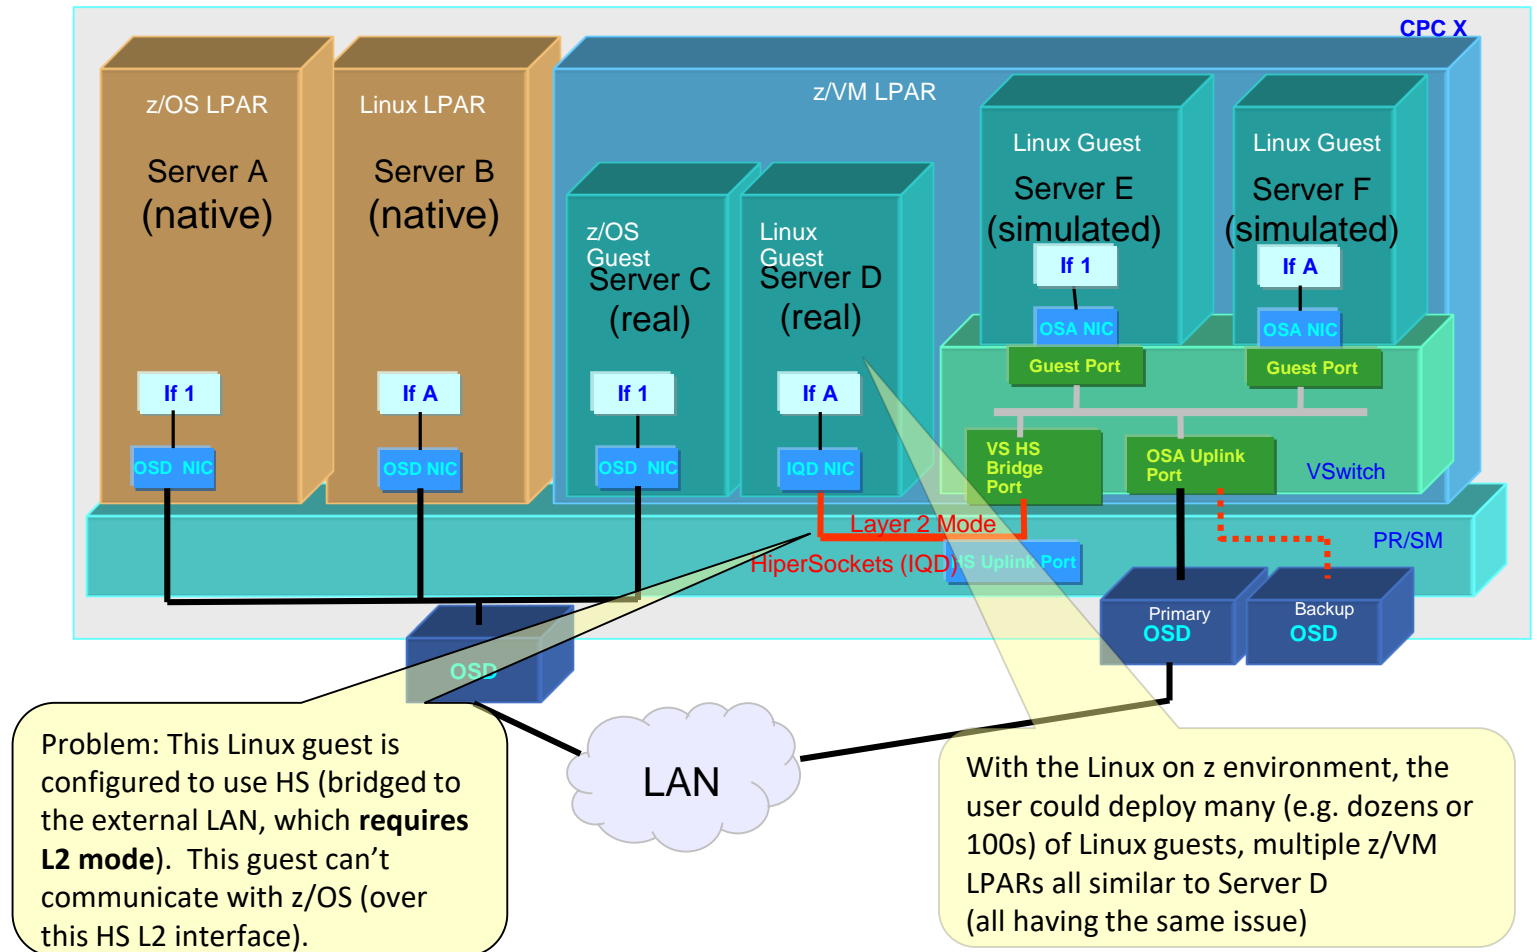 CPC X
z/OS LPAR
Server A
(native)
If 1
OSD NIC
Linux LPAR
Server B
(native)
If A
OSD NIC
z/VM LPAR
z/OS
Guest
Server C
(real)
If 1
OSD NIC
Linux
Guest
Server D
(real)
If A
IQD NIC
Linux Guest
Server E
(simulated)
If 1
OSA NIC
Guest Port
Linux Guest
Server F
(simulated)
If A
OSA NIC
Guest Port
VS HS
Bridge
Port
OSA Uplink
Port
VSwitch
Layer 2 Mode
HiperSockets (IQD)
HS Uplink Port
PR/SM
OSD
Primary
OSD
Backup
OSD
LAN
Problem: This Linux guest is
configured to use HS (bridged to
the external LAN, which requires
L2 mode). This guest can’t
communicate with z/OS (over
this HS L2 interface).
With the Linux on z environment, the
user could deploy many (e.g. dozens or
100s) of Linux guests, multiple z/VM
LPARs all similar to Server D
(all having the same issue)